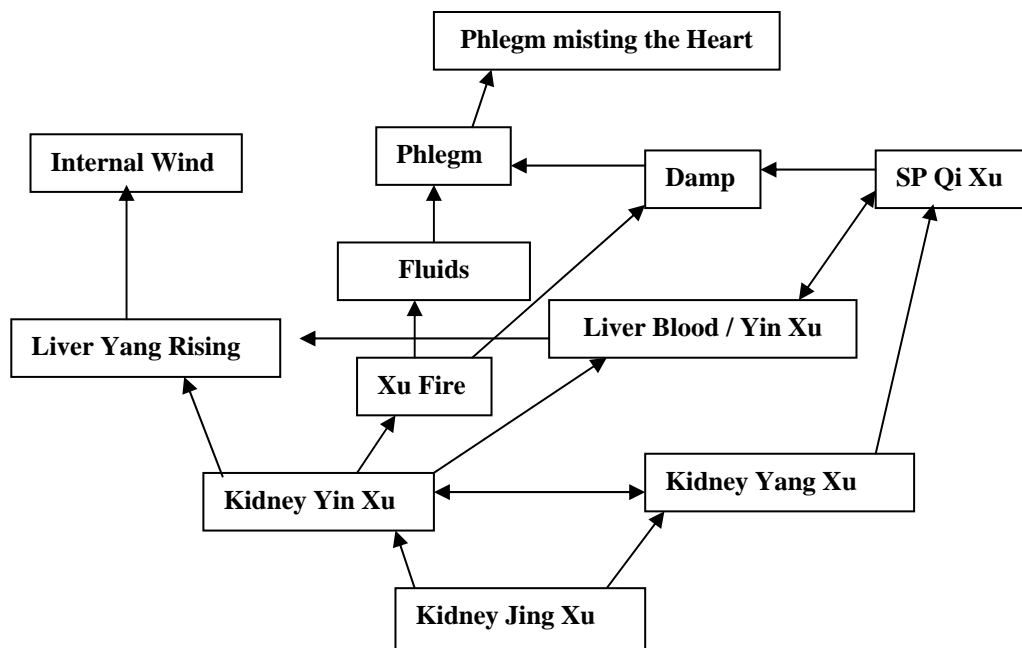 Phlegm misting the Heart
Internal Wind
Phlegm
Damp
SP Qi Xu
Fluids
Liver Blood / Yin Xu
Liver Yang Rising
Xu Fire
Kidney Yin Xu
Kidney Yang Xu
Kidney Jing Xu